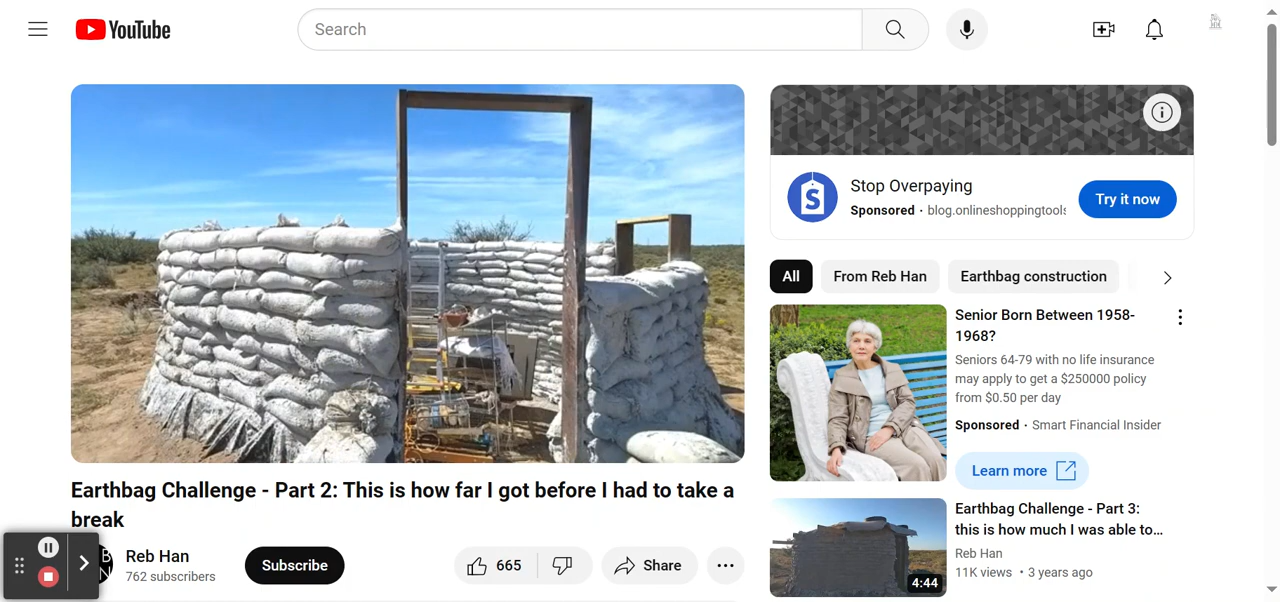 YouTube
Search
Stop Overpaying
Sponsored · blog.onlineshoppingtools
Try it now
All
From Reb Han
Earthbag construction
Senior Born Between 1958-
1968?
Seniors 64-79 with no life insurance
may apply to get a $250000 policy
from $0.50 per day
Sponsored · Smart Financial Insider
Learn more
Earthbag Challenge - Part 2: This is how far I got before I had to take a
break
Reb Han
762 subscribers
Subscribe
665
Share
Earthbag Challenge - Part 3:
this is how much I was able to...
Reb Han
11K views · 3 years ago
4:44
B
N